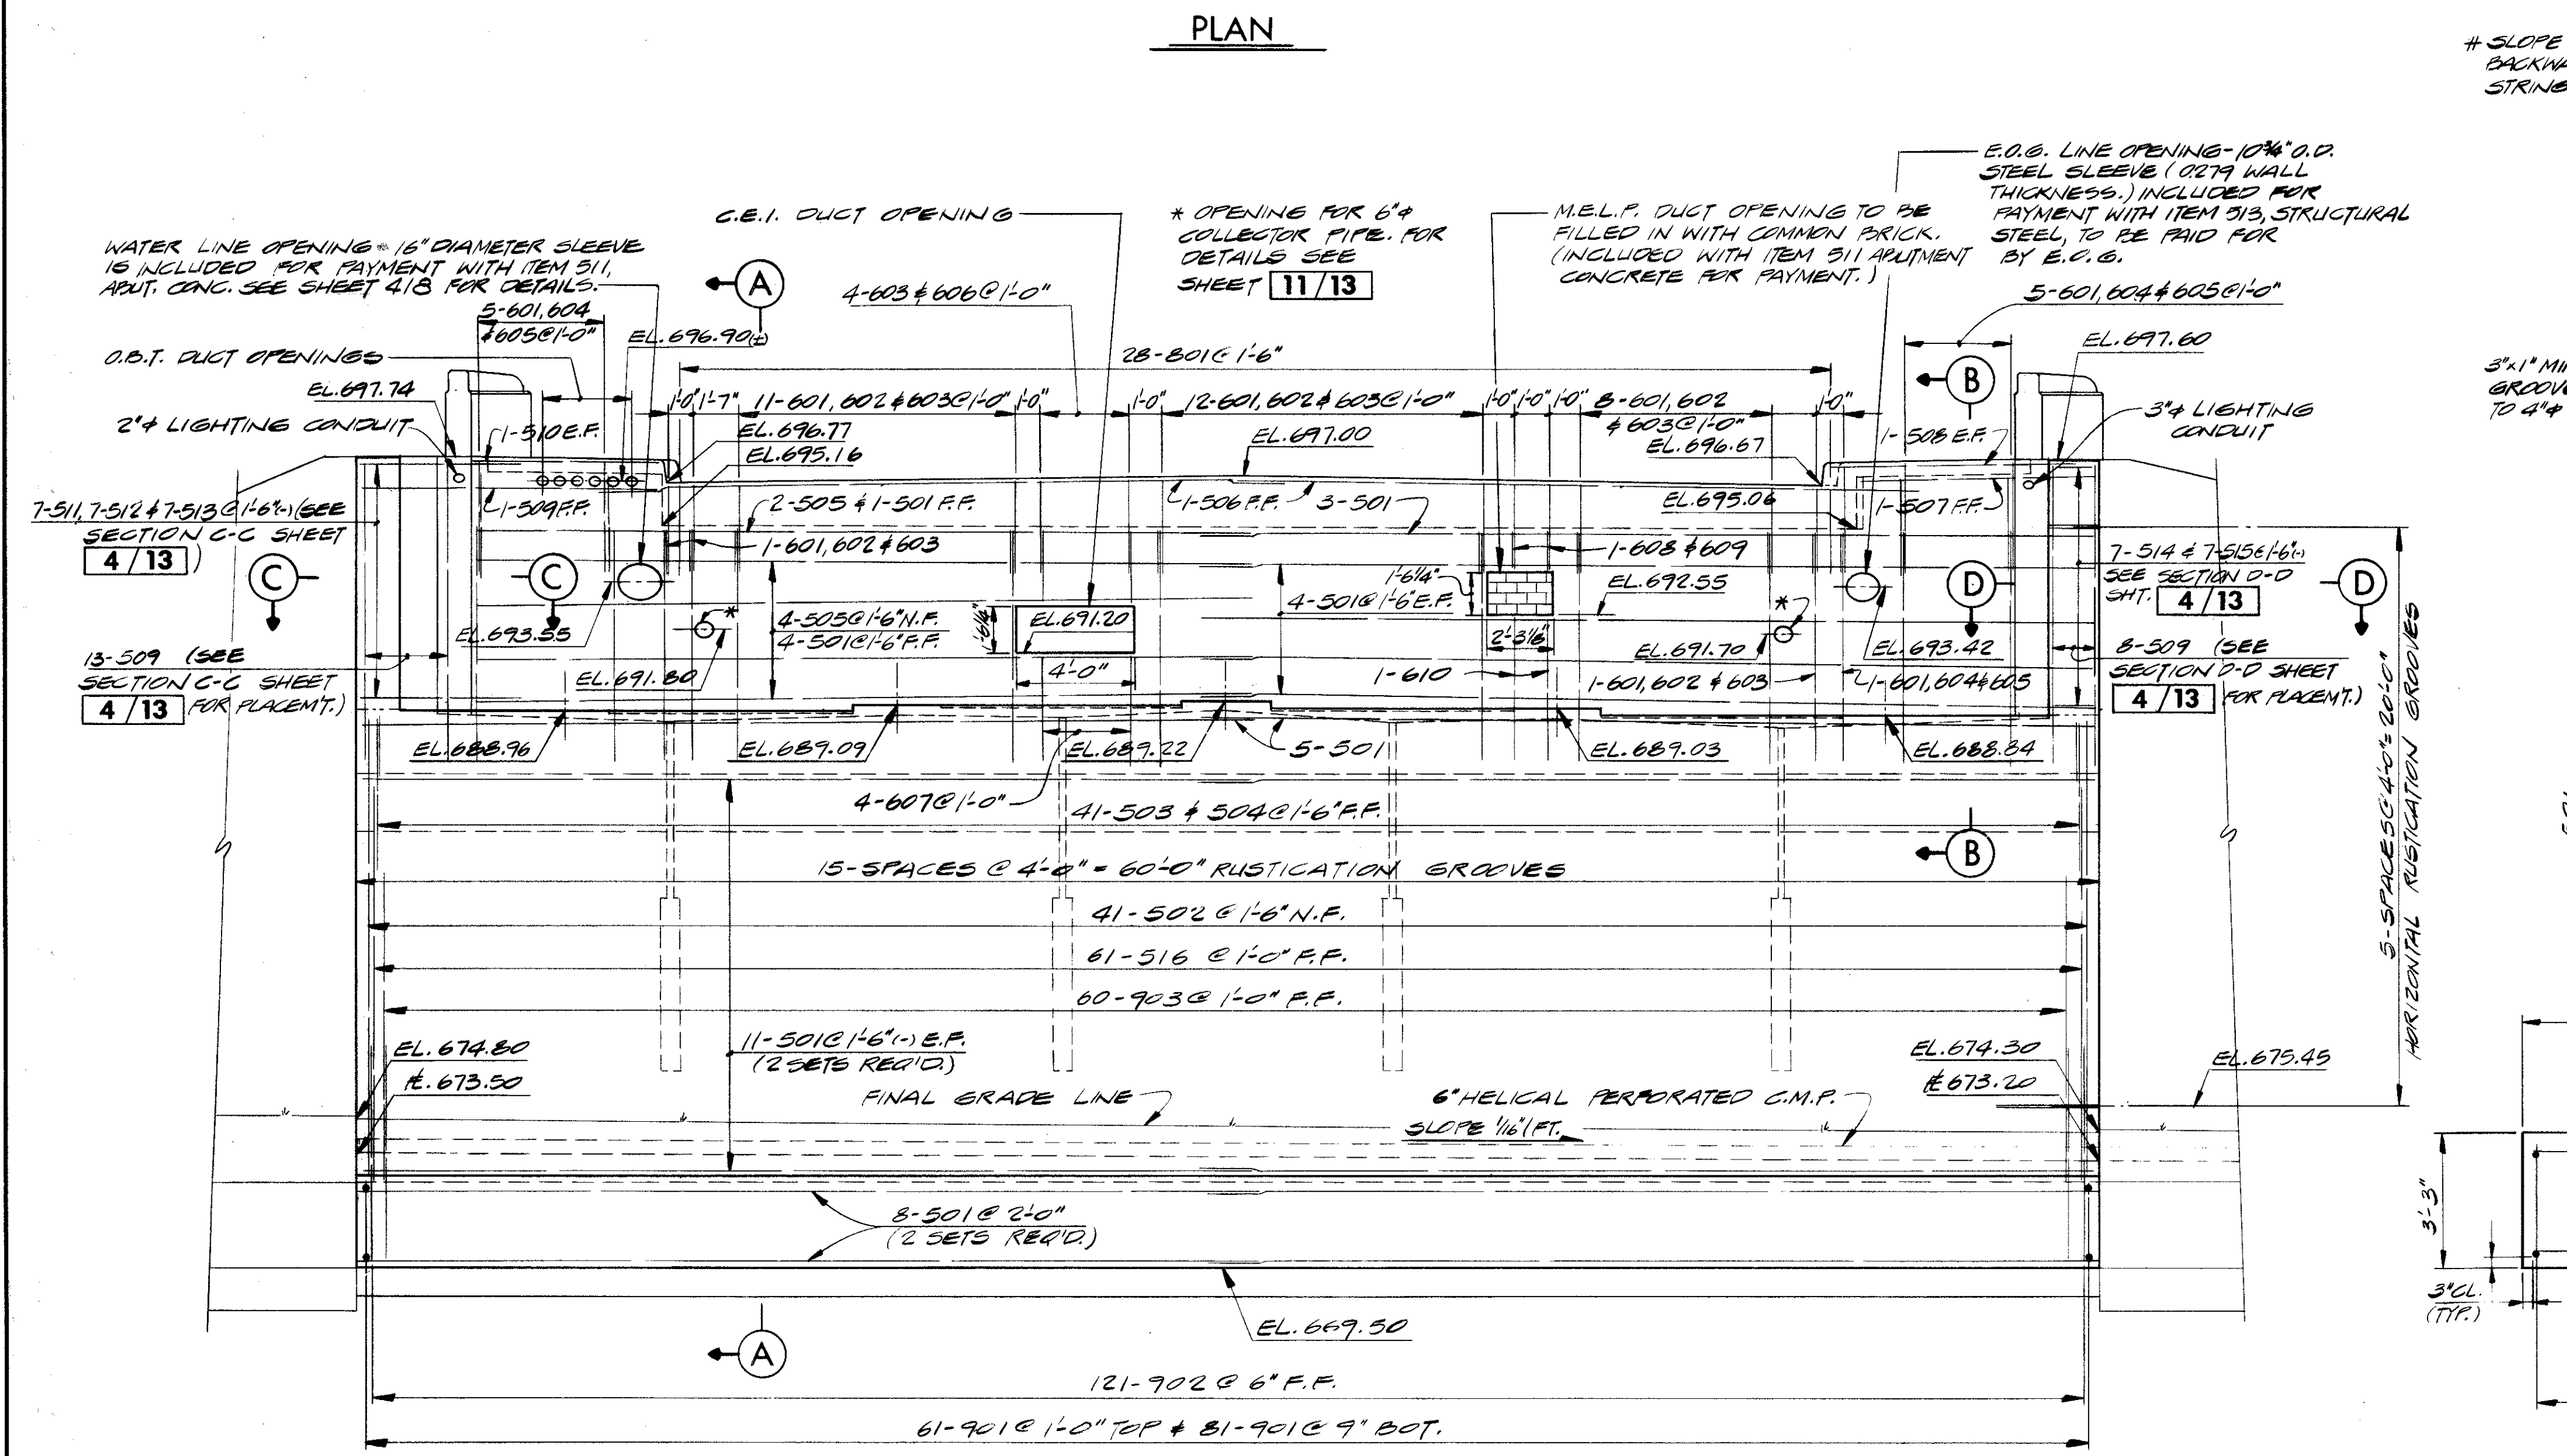 PLAN
# SLOPE
BACKWA
STRING
E.O.G. LINE OPENING-10¾" O.D.
STEEL SLEEVE (0.279 WALL
THICKNESS.) INCLUDED FOR
PAYMENT WITH ITEM 513, STRUCTURAL
STEEL, TO BE PAID FOR
BY E.O.G.
C.E.I. DUCT OPENING
* OPENING FOR 6"φ
COLLECTOR PIPE. FOR
DETAILS SEE
SHEET 11/13
M.E.L.P. DUCT OPENING TO BE
FILLED IN WITH COMMON BRICK.
(INCLUDED WITH ITEM 511 ABUTMENT
CONCRETE FOR PAYMENT.)
WATER LINE OPENING - 16" DIAMETER SLEEVE
IS INCLUDED FOR PAYMENT WITH ITEM 511,
ABUT. CONC. SEE SHEET 4/8 FOR DETAILS.
A
4-603 & 606 @ 1'-0"
5-601, 604 & 605 @ 1'-0"
5-601, 604
& 605 @ 1'-0"
EL. 696.90(±)
O.B.T. DUCT OPENINGS
28-801 @ 1'-6"
EL. 697.60
B
EL. 697.74
3"x1" MI
GROOV
TO 4"φ
1'-0" 1'-7" 11-601, 602 & 603 @ 1'-0" 1'-0" 1'-0" 12-601, 602 & 603 @ 1'-0" 1'-0" 1'-0" 1'-0" 8-601, 602
& 603 @ 1'-0" 1'-0"
2"φ LIGHTING CONDUIT
3"φ LIGHTING
CONDUIT
1-510 E.F.
EL. 696.77
EL. 697.00
EL. 696.67
1-508 E.F.
EL. 695.16
7-511, 7-512 & 7-513 @ 1'-6"(-) (SEE
SECTION C-C SHEET
4/13 )
1-509 F.F.
2-505 & 1-501 F.F.
1-506 F.F.
3-501
EL. 695.06
1-507 F.F.
1-601, 602 & 603
1-608 & 609
7-514 & 7-515 @ 1'-6"(-)
SEE SECTION D-D
SHT. 4/13
C
C
D
D
1'-6¼"
EL. 692.55
4-501 @ 1'-6" E.F.
EL. 693.55
*
4-505 @ 1'-6" N.F.
4-501 @ 1'-6" F.F.
1'-6¼"
EL. 691.20
*
2'-3⅛"
EL. 691.70
EL. 693.42
13-509 (SEE
SECTION C-C SHEET
4/13 FOR PLACEM'T.)
EL. 691.80
4'-0"
1-610
1-601, 602 & 603
1-601, 604 & 605
8-509 (SEE
SECTION D-D SHEET
4/13 FOR PLACEM'T.)
EL. 688.96
EL. 689.09
EL. 689.22
5-501
EL. 689.03
EL. 688.84
4-607 @ 1'-0"
41-503 & 504 @ 1'-6" F.F.
B
15-SPACES @ 4'-0" = 60'-0" RUSTICATION GROOVES
5-SPACES @ 4'-0" = 20'-0"
HORIZONTAL RUSTICATION GROOVES
41-502 @ 1'-6" N.F.
61-516 @ 1'-0" F.F.
60-903 @ 1'-0" F.F.
11-501 @ 1'-6"(-) E.F.
(2 SETS REQ'D.)
EL. 674.80
℄. 673.50
EL. 674.30
℄ 673.20
EL. 675.45
FINAL GRADE LINE
6" HELICAL PERFORATED C.M.P.
SLOPE 1/16"/FT.
8-501 @ 2'-0"
(2 SETS REQ'D.)
3'-3"
3" CL.
(TYP.)
EL. 669.50
A
121-902 @ 6" F.F.
61-901 @ 1'-0" TOP & 81-901 @ 9" BOT.